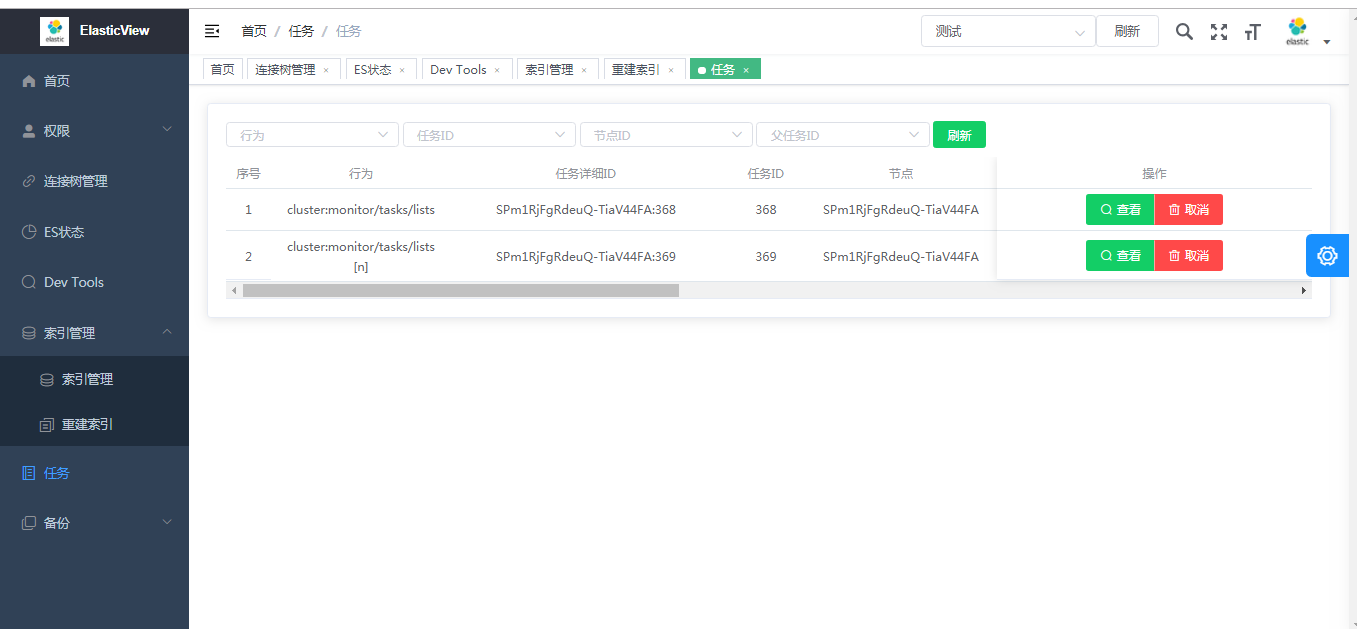 elastic
ElasticView
首页
权限
连接树管理
ES状态
Dev Tools
索引管理
索引管理
重建索引
任务
备份
首页 / 任务 / 任务
测试
刷新
elastic
首页 连接树管理 × ES状态 × Dev Tools × 索引管理 × 重建索引 × 任务 ×
行为 任务ID 节点ID 父任务ID 刷新
序号 行为 任务详细ID 任务ID 节点 操作
1 cluster:monitor/tasks/lists SPm1RjFgRdeuQ-TiaV44FA:368 368 SPm1RjFgRdeuQ-TiaV44FA 查看 取消
2 cluster:monitor/tasks/lists[n] SPm1RjFgRdeuQ-TiaV44FA:369 369 SPm1RjFgRdeuQ-TiaV44FA 查看 取消